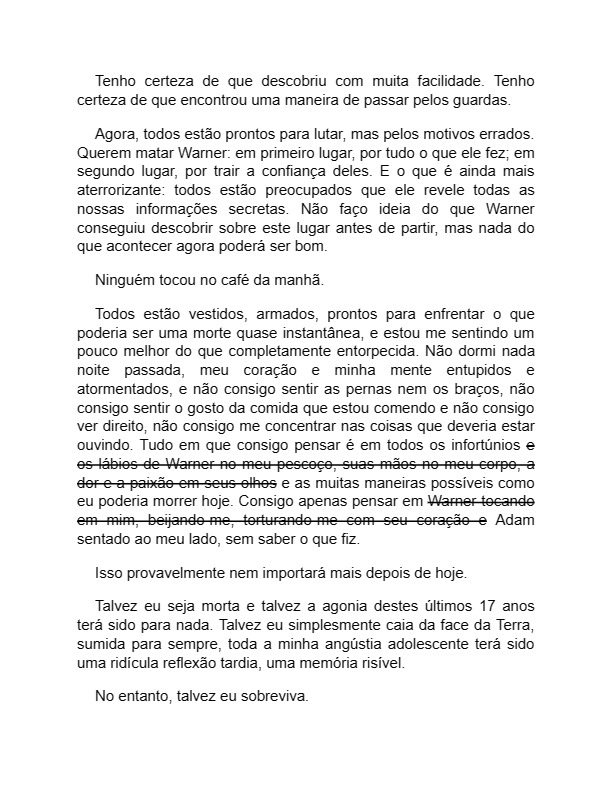 Tenho certeza de que descobriu com muita facilidade. Tenho
certeza de que encontrou uma maneira de passar pelos guardas.
Agora, todos estão prontos para lutar, mas pelos motivos errados.
Querem matar Warner: em primeiro lugar, por tudo o que ele fez; em
segundo lugar, por trair a confiança deles. E o que é ainda mais
aterrorizante: todos estão preocupados que ele revele todas as
nossas informações secretas. Não faço ideia do que Warner
conseguiu descobrir sobre este lugar antes de partir, mas nada do
que acontecer agora poderá ser bom.
Ninguém tocou no café da manhã.
Todos estão vestidos, armados, prontos para enfrentar o que
poderia ser uma morte quase instantânea, e estou me sentindo um
pouco melhor do que completamente entorpecida. Não dormi nada
noite passada, meu coração e minha mente entupidos e
atormentados, e não consigo sentir as pernas nem os braços, não
consigo sentir o gosto da comida que estou comendo e não consigo
ver direito, não consigo me concentrar nas coisas que deveria estar
ouvindo. Tudo em que consigo pensar é em todos os infortúnios e
os lábios de Warner no meu pescoço, suas mãos no meu corpo, a
dor e a paixão em seus olhos e as muitas maneiras possíveis como
eu poderia morrer hoje. Consigo apenas pensar em Warner tocando
em mim, beijando-me, torturando-me com seu coração e Adam
sentado ao meu lado, sem saber o que fiz.
Isso provavelmente nem importará mais depois de hoje.
Talvez eu seja morta e talvez a agonia destes últimos 17 anos
terá sido para nada. Talvez eu simplesmente caia da face da Terra,
sumida para sempre, toda a minha angústia adolescente terá sido
uma ridícula reflexão tardia, uma memória risível.
No entanto, talvez eu sobreviva.